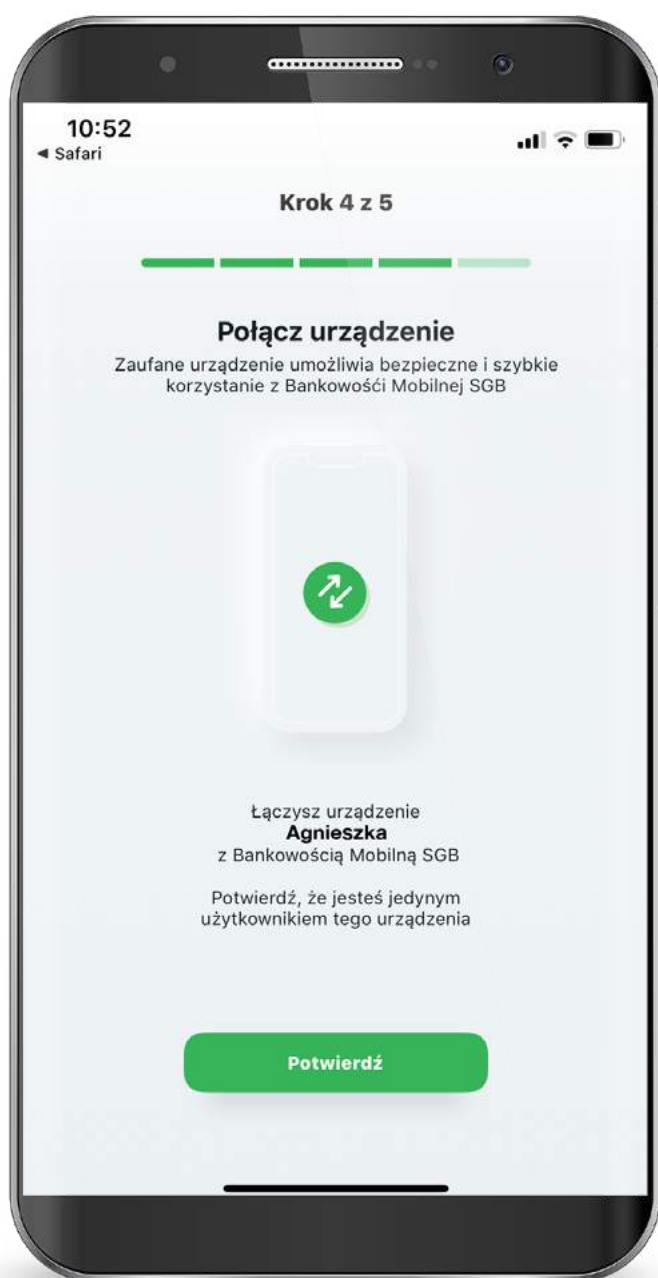 10:52
◀ Safari
Krok 4 z 5
Połącz urządzenie
Zaufane urządzenie umożliwia bezpieczne i szybkie
korzystanie z Bankowośći Mobilnej SGB
Łączysz urządzenie
Agnieszka
z Bankowością Mobilną SGB
Potwierdź, że jesteś jedynym
użytkownikiem tego urządzenia
Potwierdź